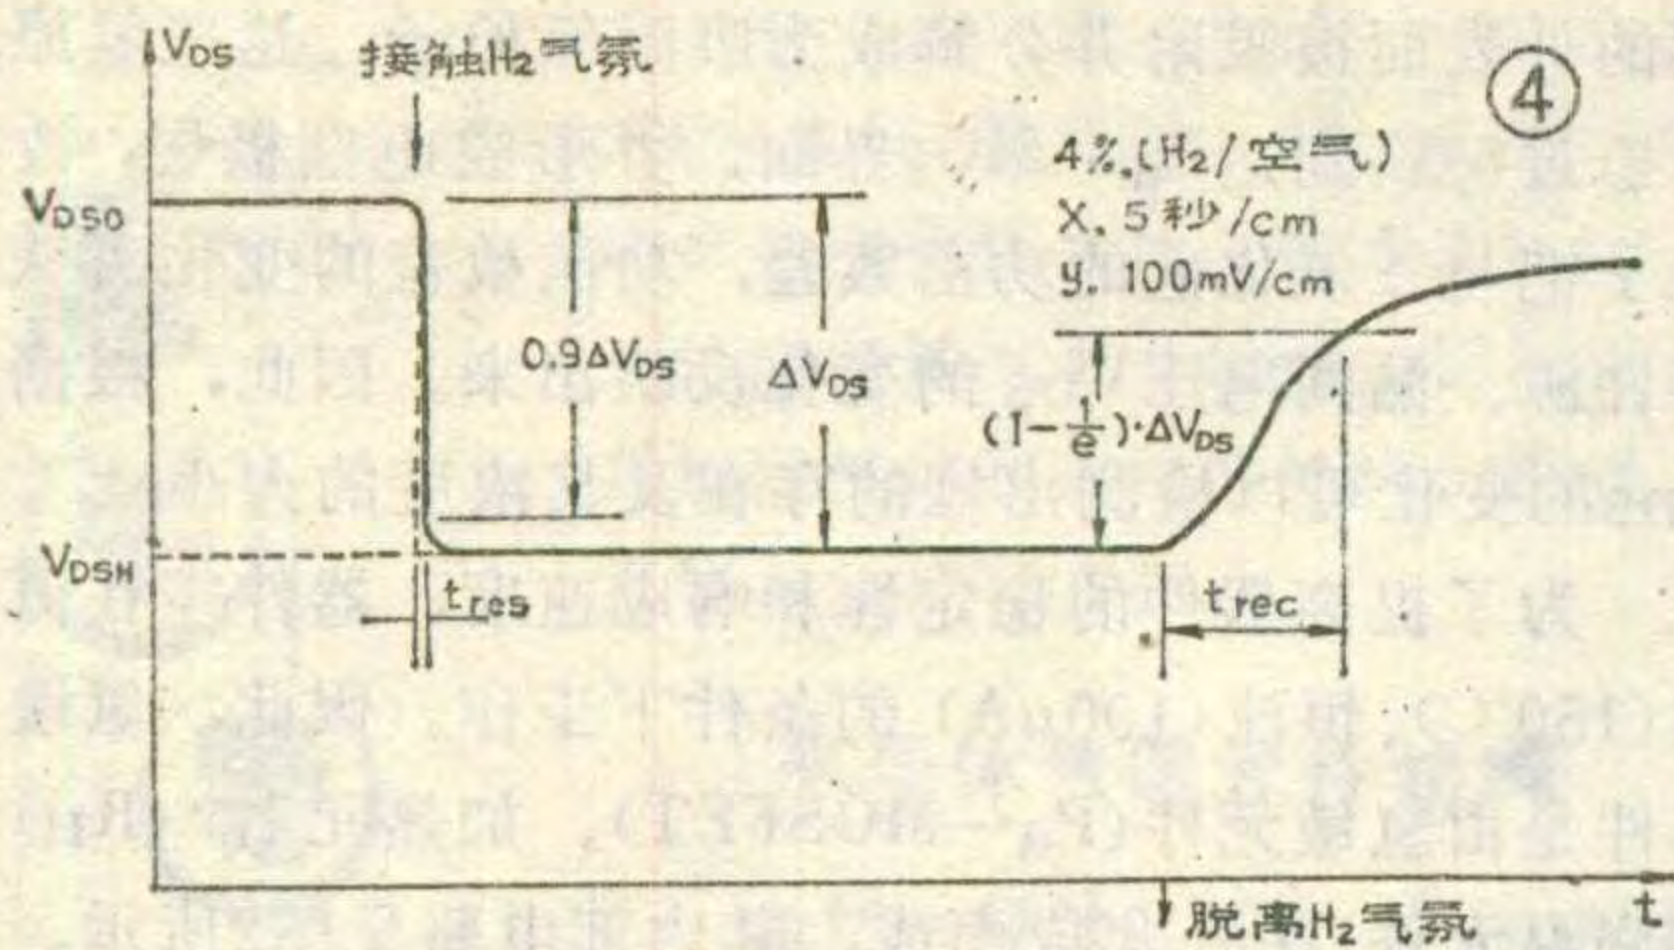 V_DS
接触H₂气氛
④
4%.(H₂/空气)
X. 5秒/cm
y. 100mV/cm
V_DSO
0.9ΔV_DS
ΔV_DS
(1-1/e)·ΔV_DS
V_DSH
t_res
t_rec
脱离H₂气氛
t